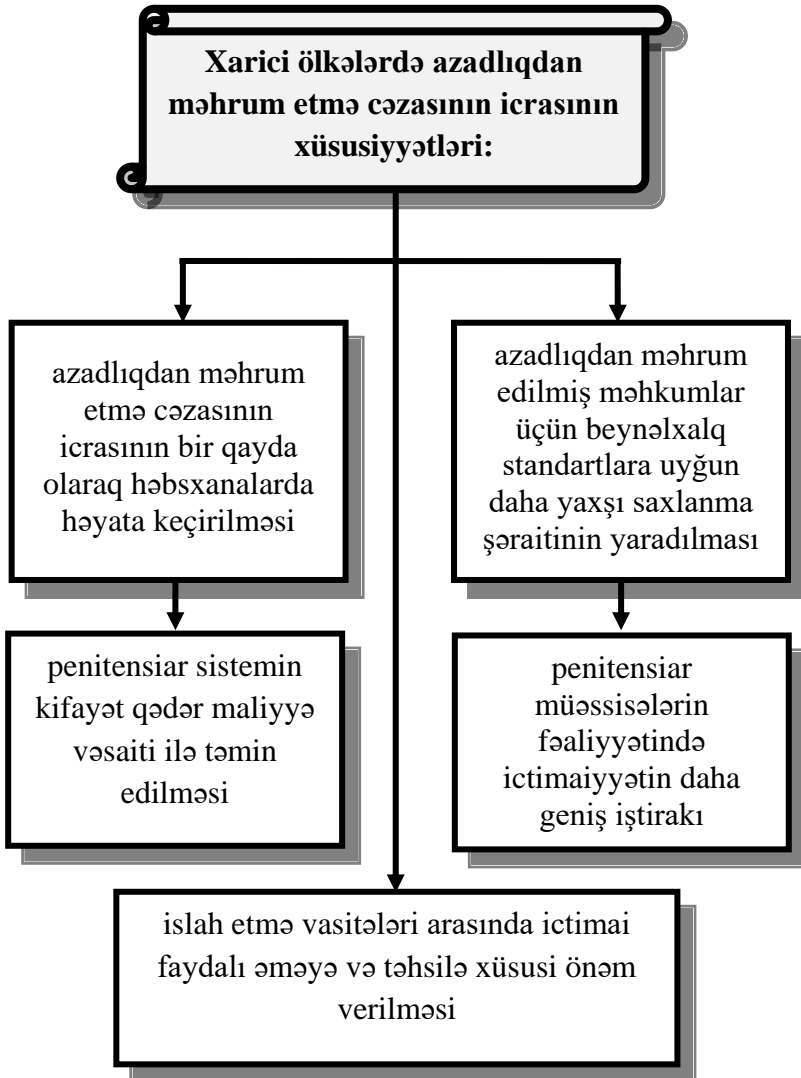 Xarici ölkələrdə azadlıqdan
məhrum etmə cəzasının icrasının
xüsusiyyətləri:
azadlıqdan məhrum
etmə cəzasının
icrasının bir qayda
olaraq həbsxanalarda
həyata keçirilməsi
azadlıqdan məhrum
edilmiş məhkumlar
üçün beynəlxalq
standartlara uyğun
daha yaxşı saxlanma
şəraitinin yaradılması
penitensiar sistemin
kifayət qədər maliyyə
vəsaiti ilə təmin
edilməsi
penitensiar
müəssisələrin
fəaliyyətində
ictimaiyyətin daha
geniş iştirakı
islah etmə vasitələri arasında ictimai
faydalı əməyə və təhsilə xüsusi önəm
verilməsi